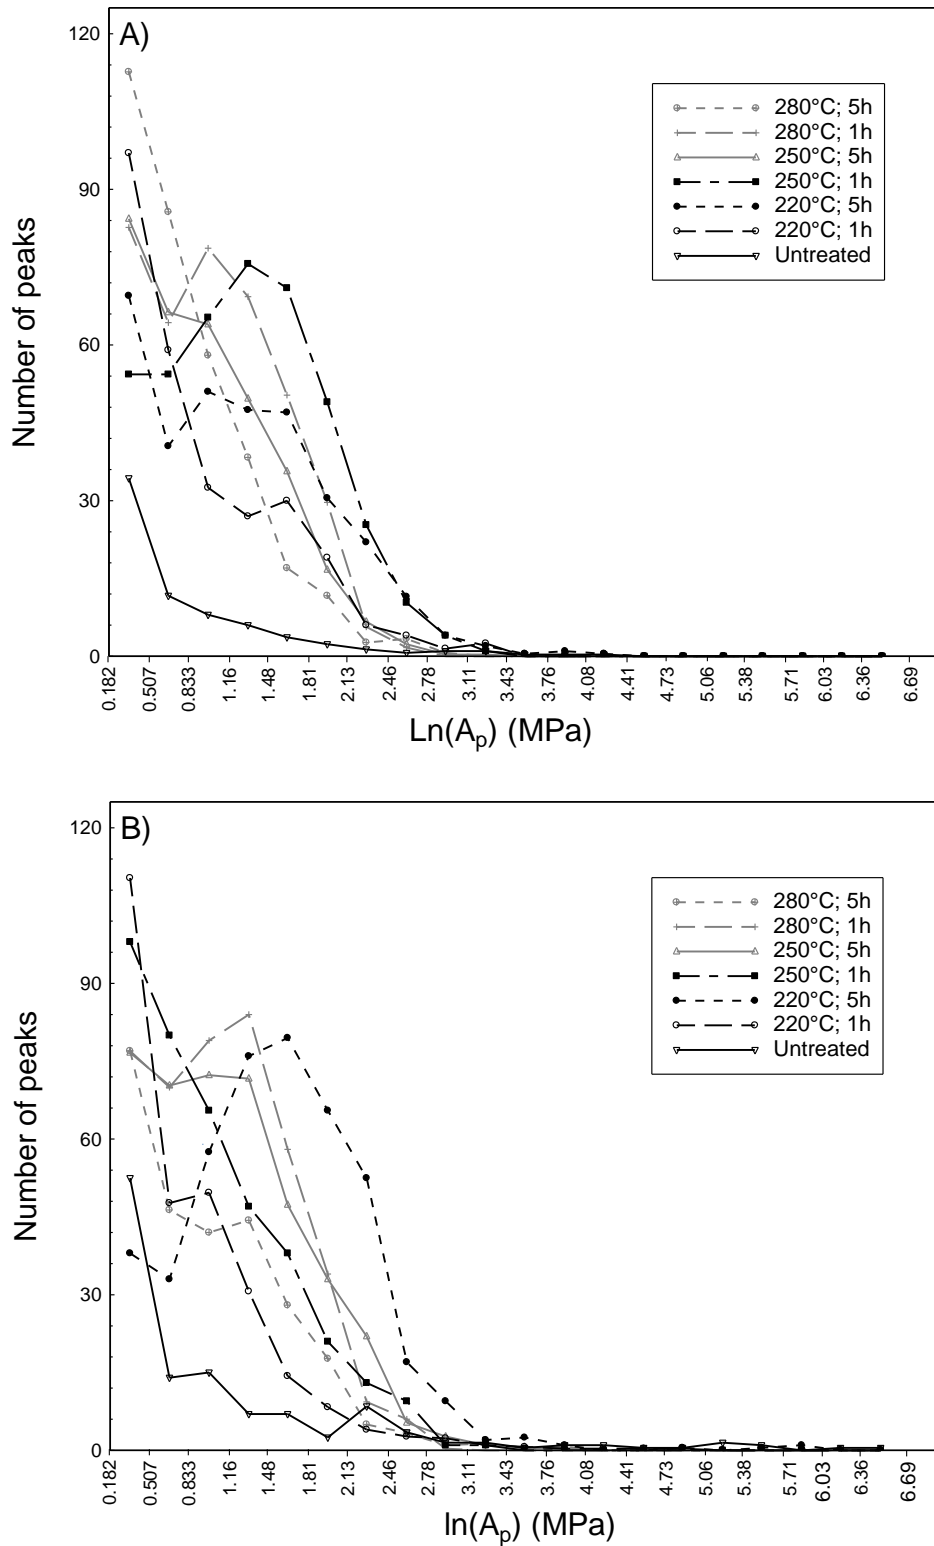 A)
120
90
60
30
0
Number of peaks
280°C; 5h
280°C; 1h
250°C; 5h
250°C; 1h
220°C; 5h
220°C; 1h
Untreated
0.182 0.507 0.833 1.16 1.48 1.81 2.13 2.46 2.78 3.11 3.43 3.76 4.08 4.41 4.73 5.06 5.38 5.71 6.03 6.36 6.69
Ln(Aₚ) (MPa)
B)
120
90
60
30
0
Number of peaks
280°C; 5h
280°C; 1h
250°C; 5h
250°C; 1h
220°C; 5h
220°C; 1h
Untreated
0.182 0.507 0.833 1.16 1.48 1.81 2.13 2.46 2.78 3.11 3.43 3.76 4.08 4.41 4.73 5.06 5.38 5.71 6.03 6.36 6.69
ln(Aₚ) (MPa)